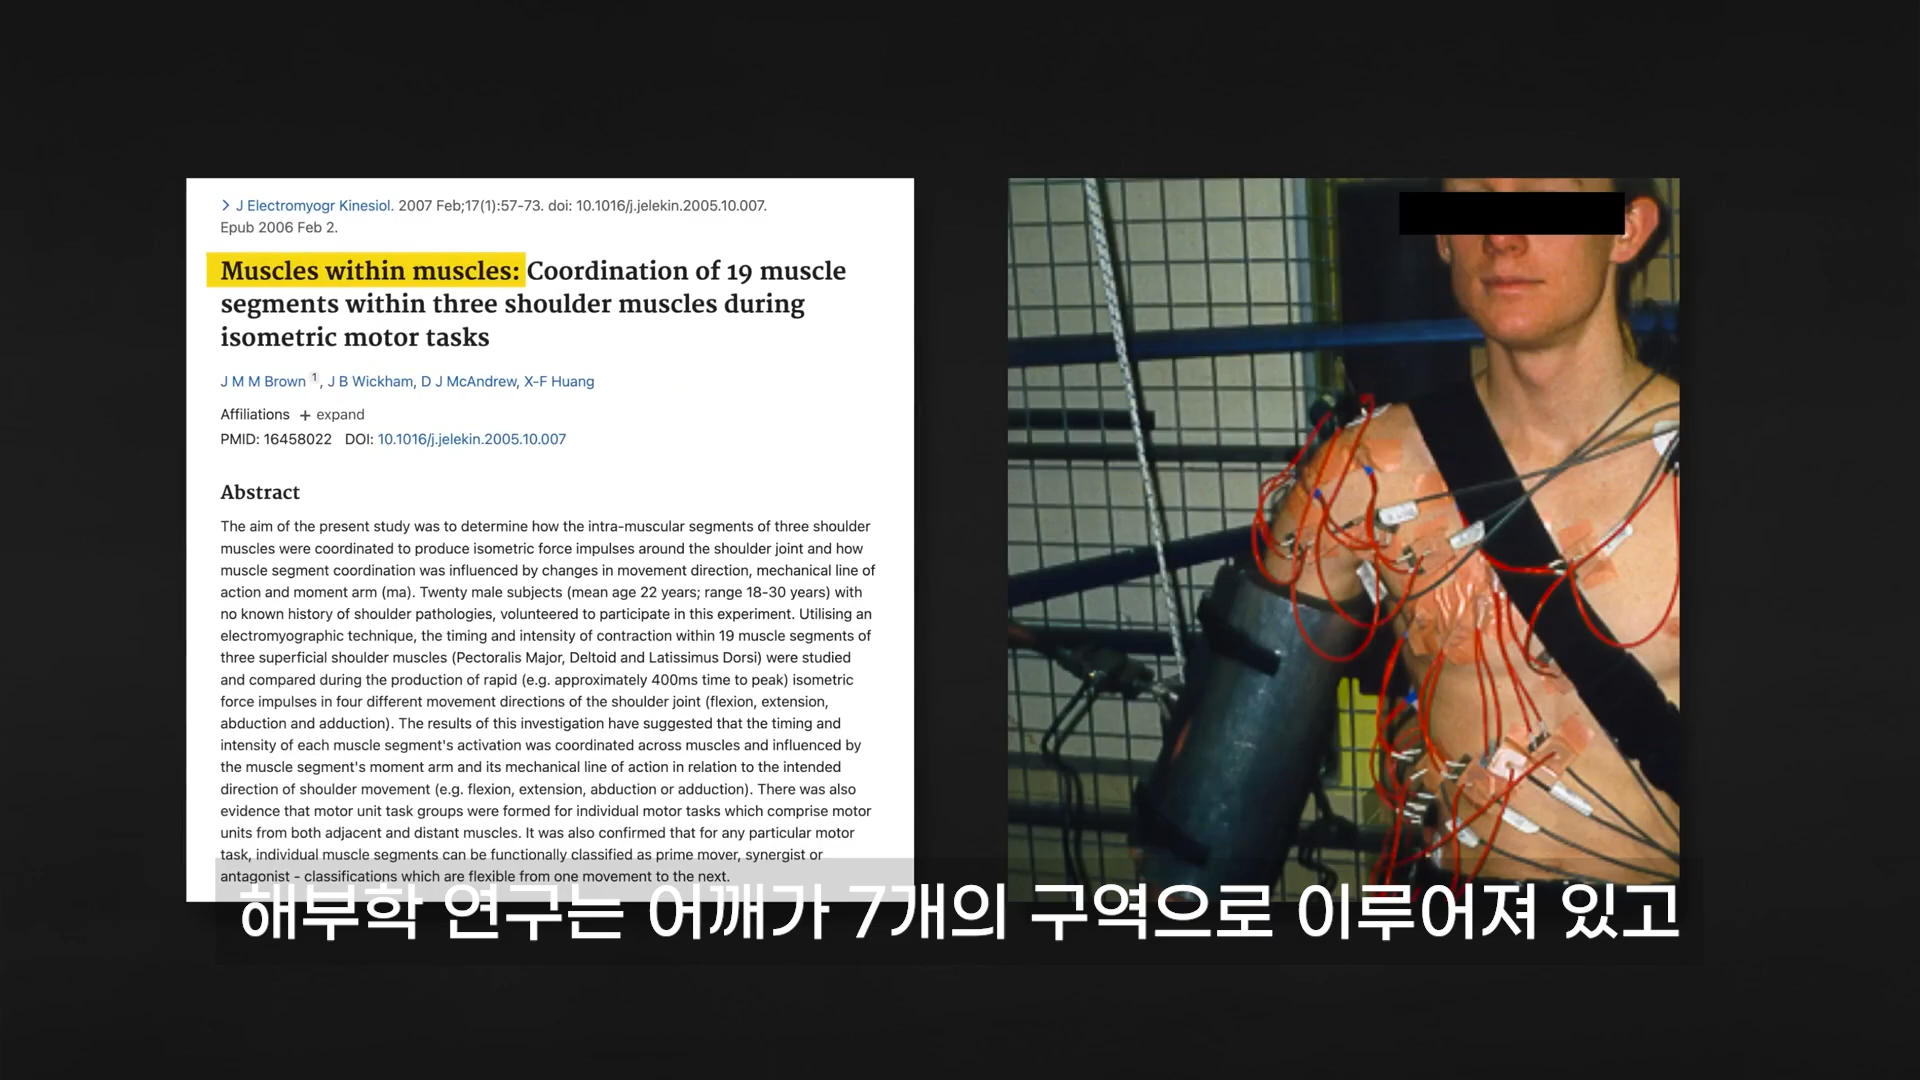 > J Electromyogr Kinesiol. 2007 Feb;17(1):57-73. doi: 10.1016/j.jelekin.2005.10.007.
Epub 2006 Feb 2.
Muscles within muscles: Coordination of 19 muscle
segments within three shoulder muscles during
isometric motor tasks
J M M Brown 1, J B Wickham, D J McAndrew, X-F Huang
Affiliations + expand
PMID: 16458022 DOI: 10.1016/j.jelekin.2005.10.007
Abstract
The aim of the present study was to determine how the intra-muscular segments of three shoulder
muscles were coordinated to produce isometric force impulses around the shoulder joint and how
muscle segment coordination was influenced by changes in movement direction, mechanical line of
action and moment arm (ma). Twenty male subjects (mean age 22 years; range 18-30 years) with
no known history of shoulder pathologies, volunteered to participate in this experiment. Utilising an
electromyographic technique, the timing and intensity of contraction within 19 muscle segments of
three superficial shoulder muscles (Pectoralis Major, Deltoid and Latissimus Dorsi) were studied
and compared during the production of rapid (e.g. approximately 400ms time to peak) isometric
force impulses in four different movement directions of the shoulder joint (flexion, extension,
abduction and adduction). The results of this investigation have suggested that the timing and
intensity of each muscle segment's activation was coordinated across muscles and influenced by
the muscle segment's moment arm and its mechanical line of action in relation to the intended
direction of shoulder movement (e.g. flexion, extension, abduction or adduction). There was also
evidence that motor unit task groups were formed for individual motor tasks which comprise motor
units from both adjacent and distant muscles. It was also confirmed that for any particular motor
task, individual muscle segments can be functionally classified as prime mover, synergist or
antagonist - classifications which are flexible from one movement to the next.
해부학 연구는 어깨가 7개의 구역으로 이루어져 있고